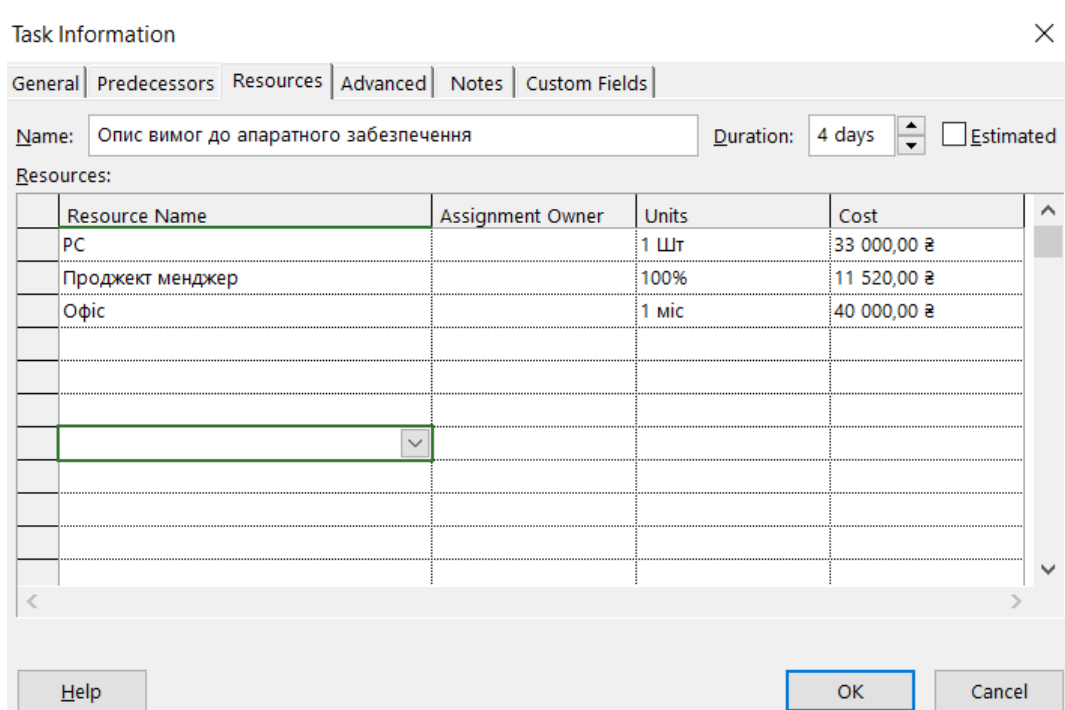 Task Information
General Predecessors Resources Advanced Notes Custom Fields
Name: Опис вимог до апаратного забезпечення Duration: 4 days Estimated
Resources:
Resource Name Assignment Owner Units Cost
PC 1 Шт 33 000,00 ₴
Проджект менджер 100% 11 520,00 ₴
Офіс 1 міс 40 000,00 ₴
Help OK Cancel